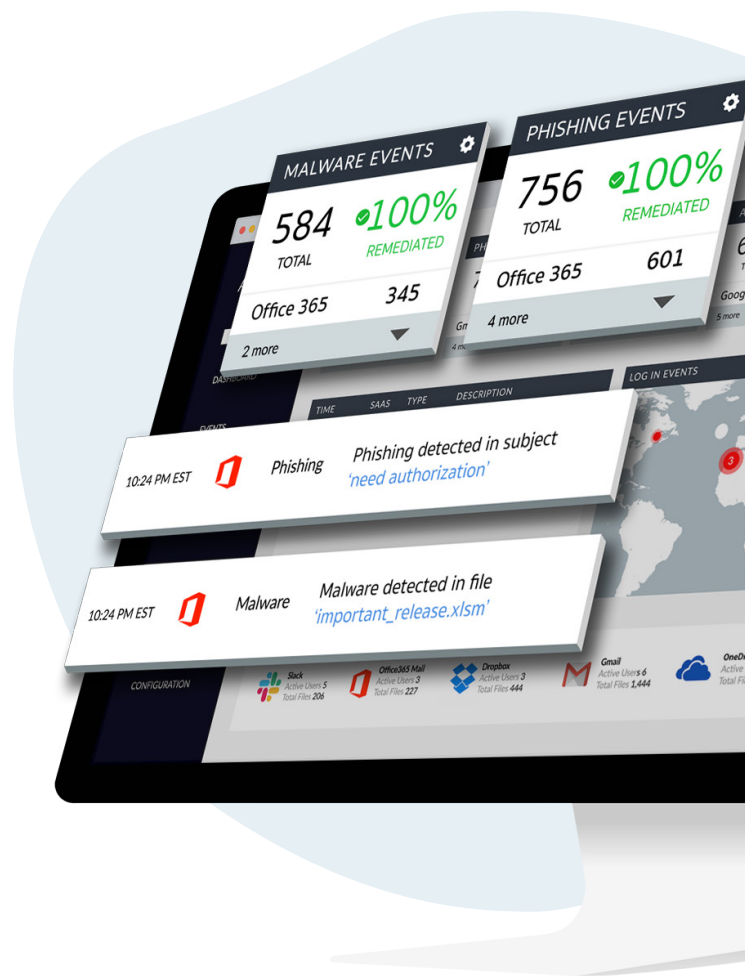 MALWARE EVENTS
584
TOTAL
100%
REMEDIATED
Office 365 345
2 more
PHISHING EVENTS
756
TOTAL
100%
REMEDIATED
Office 365 601
4 more
5 more
DASHBOARD
EVENTS
TIME SAAS TYPE DESCRIPTION
LOG IN EVENTS
3
10:24 PM EST Phishing Phishing detected in subject
'need authorization'
10:24 PM EST Malware Malware detected in file
'important_release.xlsm'
CONFIGURATION
Slack
Active Users 5
Total Files 206
Office365 Mail
Active Users 3
Total Files 227
Dropbox
Active Users 3
Total Files 444
Gmail
Active Users 6
Total Files 1,444
Active